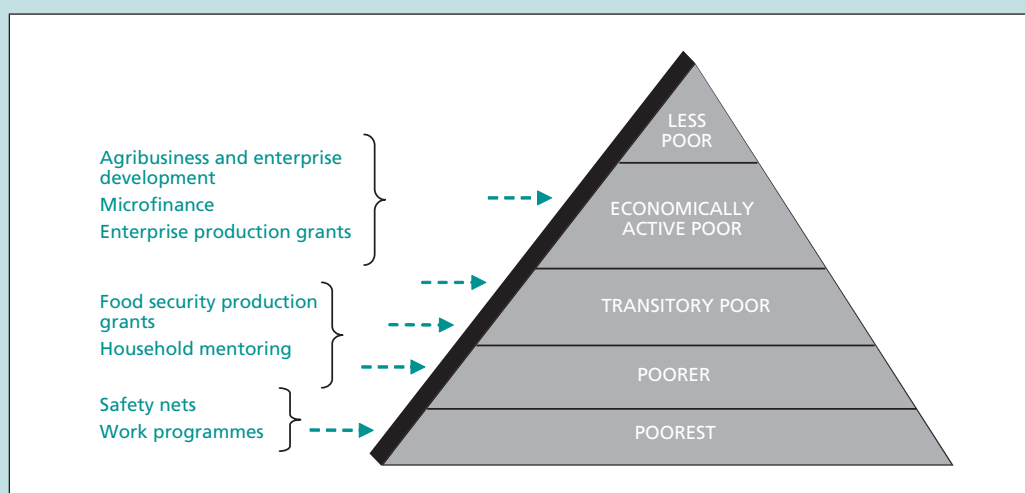 Agribusiness and enterprise
development
Microfinance
Enterprise production grants
Food security production
grants
Household mentoring
Safety nets
Work programmes
LESS
POOR
ECONOMICALLY
ACTIVE POOR
TRANSITORY POOR
POORER
POOREST